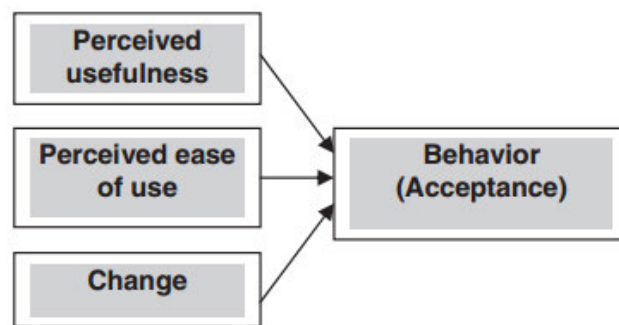 Perceived
usefulness
Perceived ease
of use
Change
Behavior
(Acceptance)